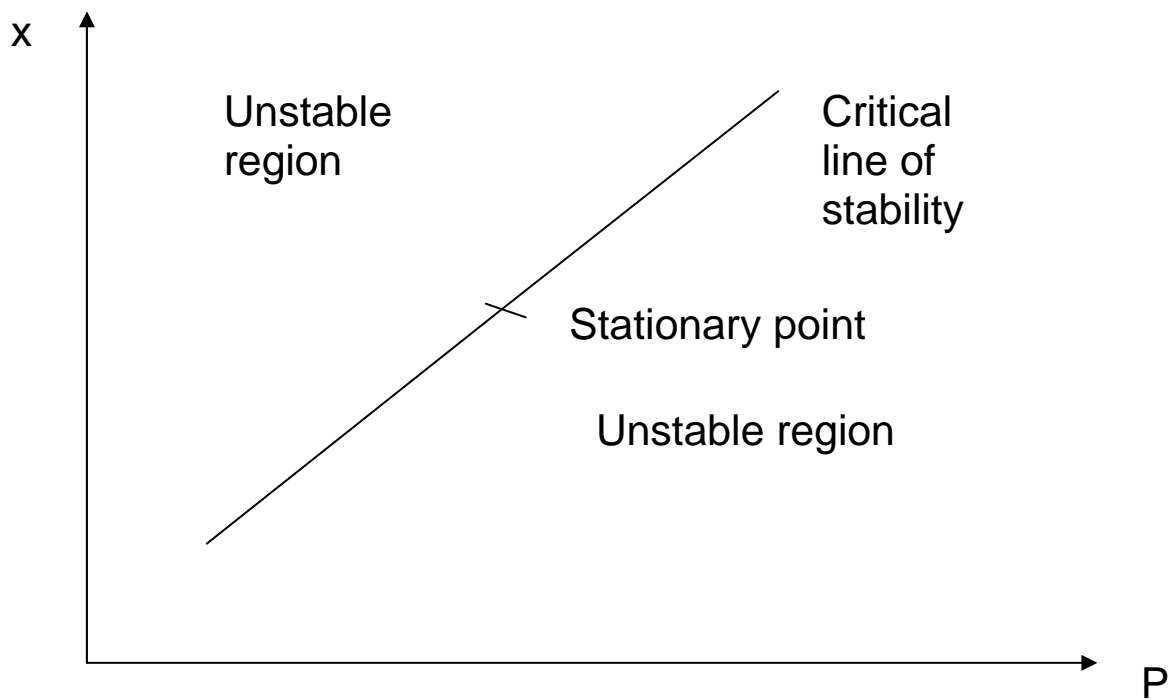 x
Unstable
region
Critical
line of
stability
Stationary point
Unstable region
P